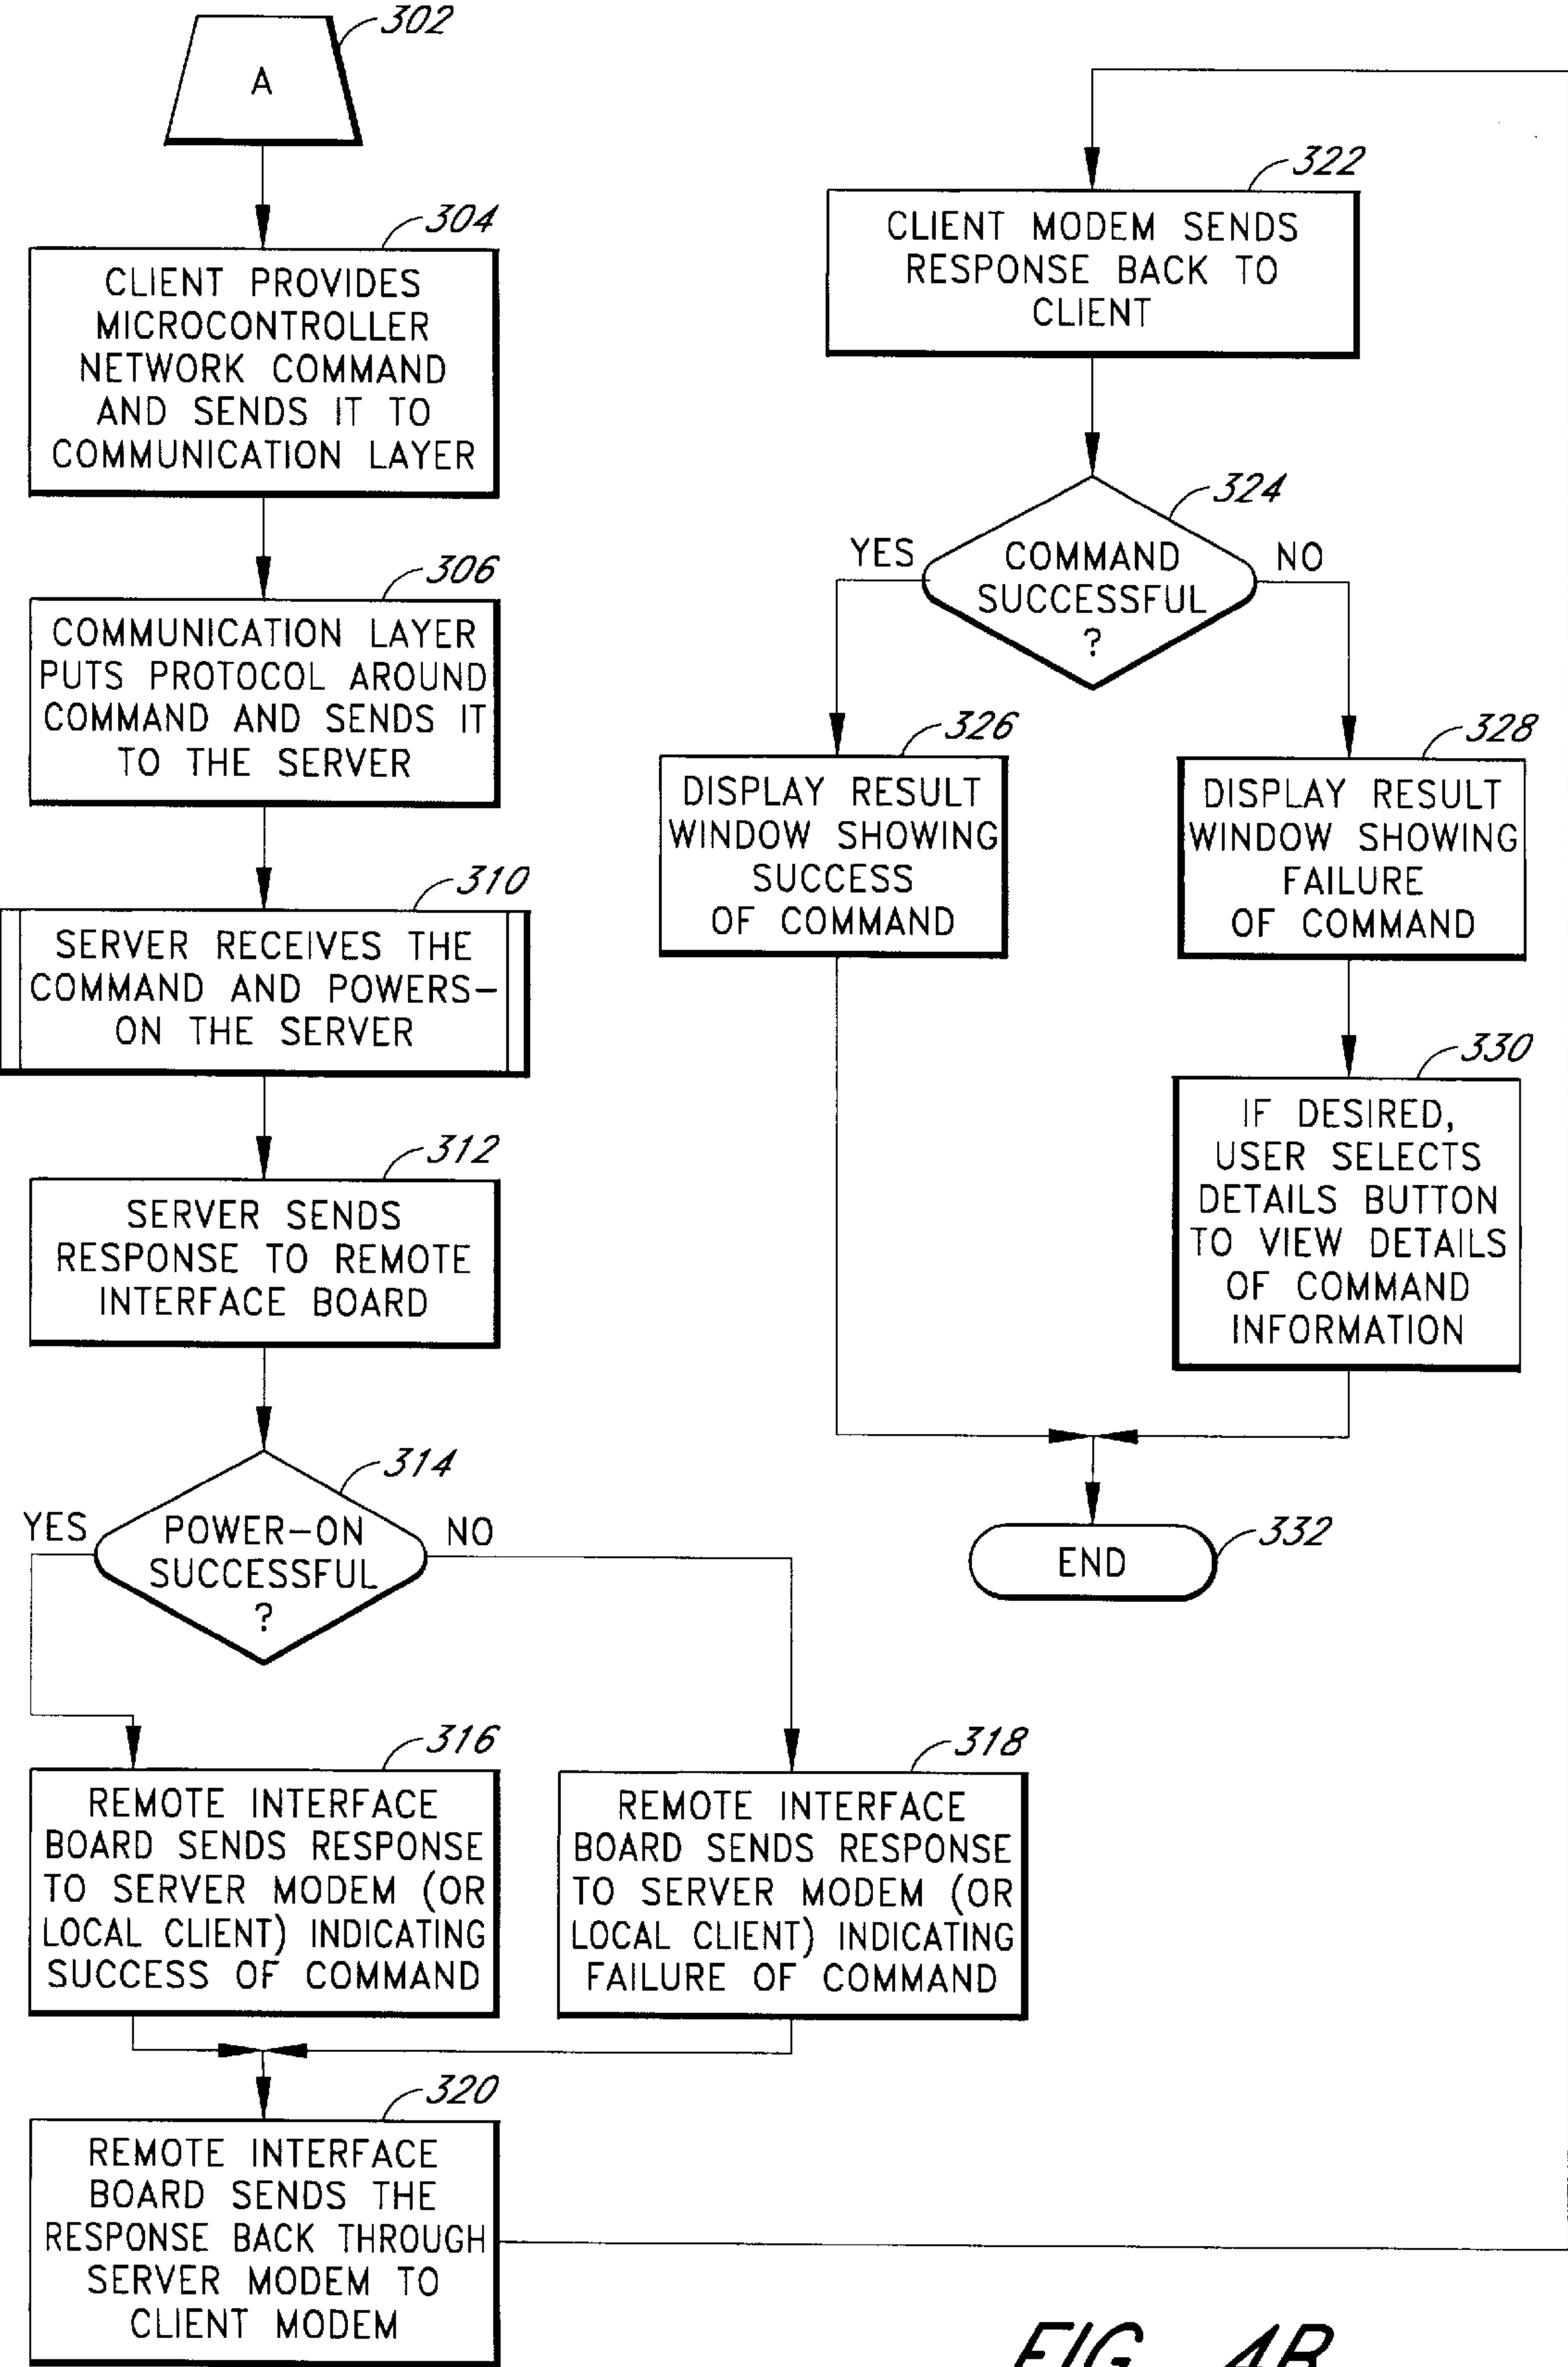 302
A
304
CLIENT PROVIDES
MICROCONTROLLER
NETWORK COMMAND
AND SENDS IT TO
COMMUNICATION LAYER
306
COMMUNICATION LAYER
PUTS PROTOCOL AROUND
COMMAND AND SENDS IT
TO THE SERVER
310
SERVER RECEIVES THE
COMMAND AND POWERS-
ON THE SERVER
312
SERVER SENDS
RESPONSE TO REMOTE
INTERFACE BOARD
314
YES
POWER-ON
SUCCESSFUL
?
NO
316
REMOTE INTERFACE
BOARD SENDS RESPONSE
TO SERVER MODEM (OR
LOCAL CLIENT) INDICATING
SUCCESS OF COMMAND
318
REMOTE INTERFACE
BOARD SENDS RESPONSE
TO SERVER MODEM (OR
LOCAL CLIENT) INDICATING
FAILURE OF COMMAND
320
REMOTE INTERFACE
BOARD SENDS THE
RESPONSE BACK THROUGH
SERVER MODEM TO
CLIENT MODEM
322
CLIENT MODEM SENDS
RESPONSE BACK TO
CLIENT
324
YES
COMMAND
SUCCESSFUL
?
NO
326
DISPLAY RESULT
WINDOW SHOWING
SUCCESS
OF COMMAND
328
DISPLAY RESULT
WINDOW SHOWING
FAILURE
OF COMMAND
330
IF DESIRED,
USER SELECTS
DETAILS BUTTON
TO VIEW DETAILS
OF COMMAND
INFORMATION
END
332
FIG. 4B